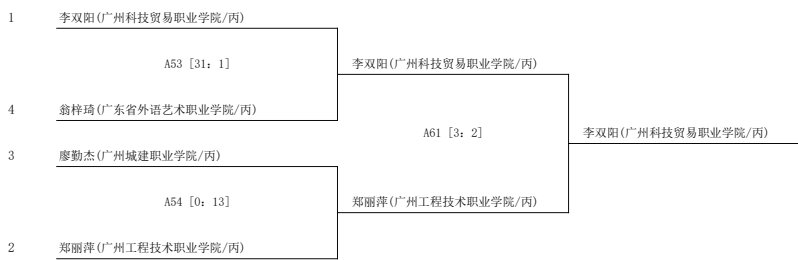 1 李双阳(广州科技贸易职业学院/丙)
A53 [31: 1] 李双阳(广州科技贸易职业学院/丙)
4 翁梓琦(广东省外语艺术职业学院/丙)
A61 [3: 2] 李双阳(广州科技贸易职业学院/丙)
3 廖勤杰(广州城建职业学院/丙)
A54 [0: 13] 郑丽萍(广州工程技术职业学院/丙)
2 郑丽萍(广州工程技术职业学院/丙)